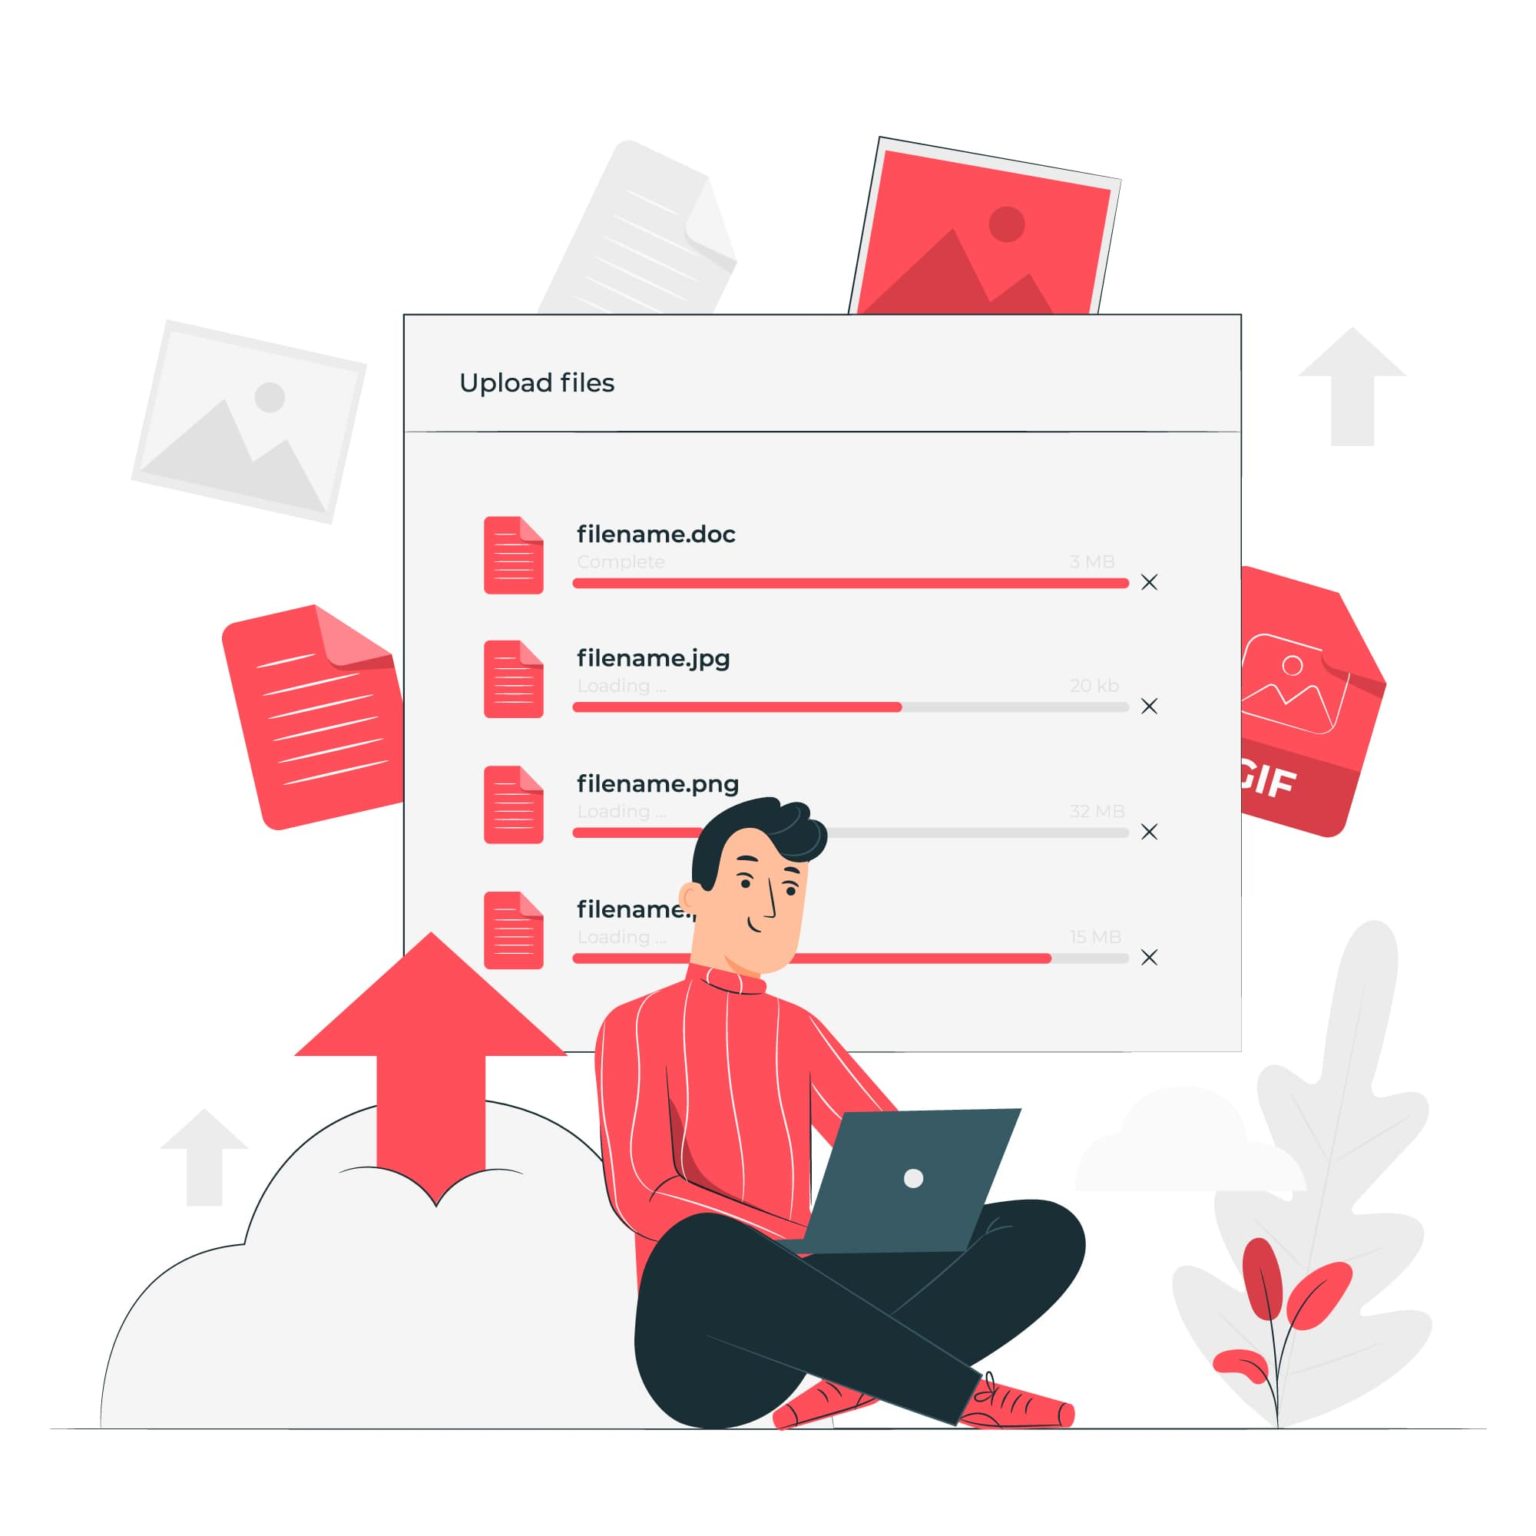 Upload files
filename.doc
Complete 3 MB
filename.jpg
Loading ... 20 kb
filename.png
Loading ... 32 MB
filename.
Loading ... 15 MB
GIF